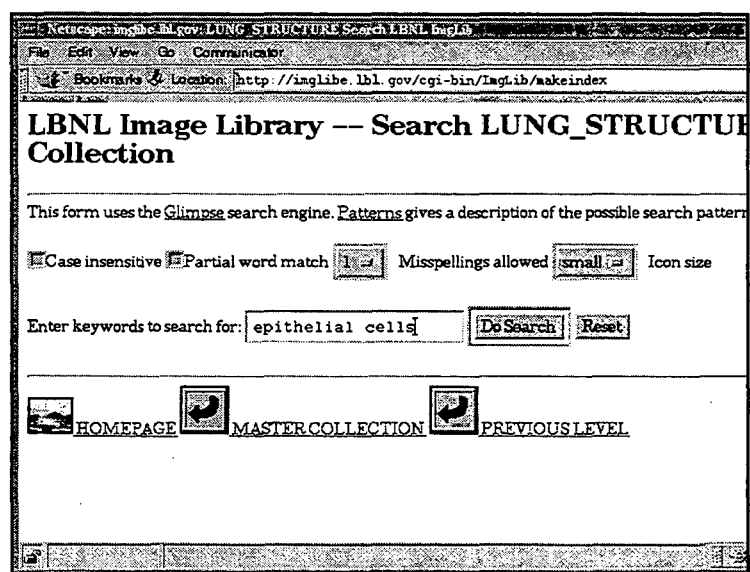 Netscape: imglibe.lbl.gov: LUNG_STRUCTURE Search LBNL ImgLib
File Edit View Go Communicator
Bookmarks Location: http://imglibe.lbl.gov/cgi-bin/ImgLib/makeindex
LBNL Image Library -- Search LUNG_STRUCTUR
Collection
This form uses the Glimpse search engine. Patterns gives a description of the possible search pattern
Case insensitive Partial word match 1 Misspellings allowed small Icon size
Enter keywords to search for: epithelial cells Do Search Reset
HOMEPAGE MASTER COLLECTION PREVIOUS LEVEL